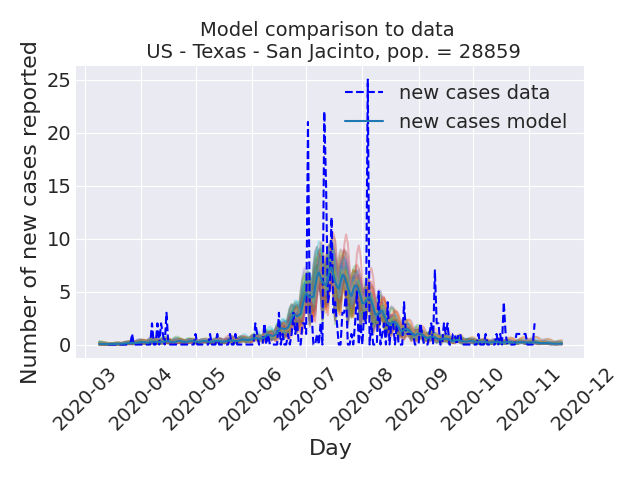 Model comparison to data
US - Texas - San Jacinto, pop. = 28859
Number of new cases reported
25
20
15
10
5
0
new cases data
new cases model
2020-03
2020-04
2020-05
2020-06
2020-07
2020-08
2020-09
2020-10
2020-11
2020-12
Day